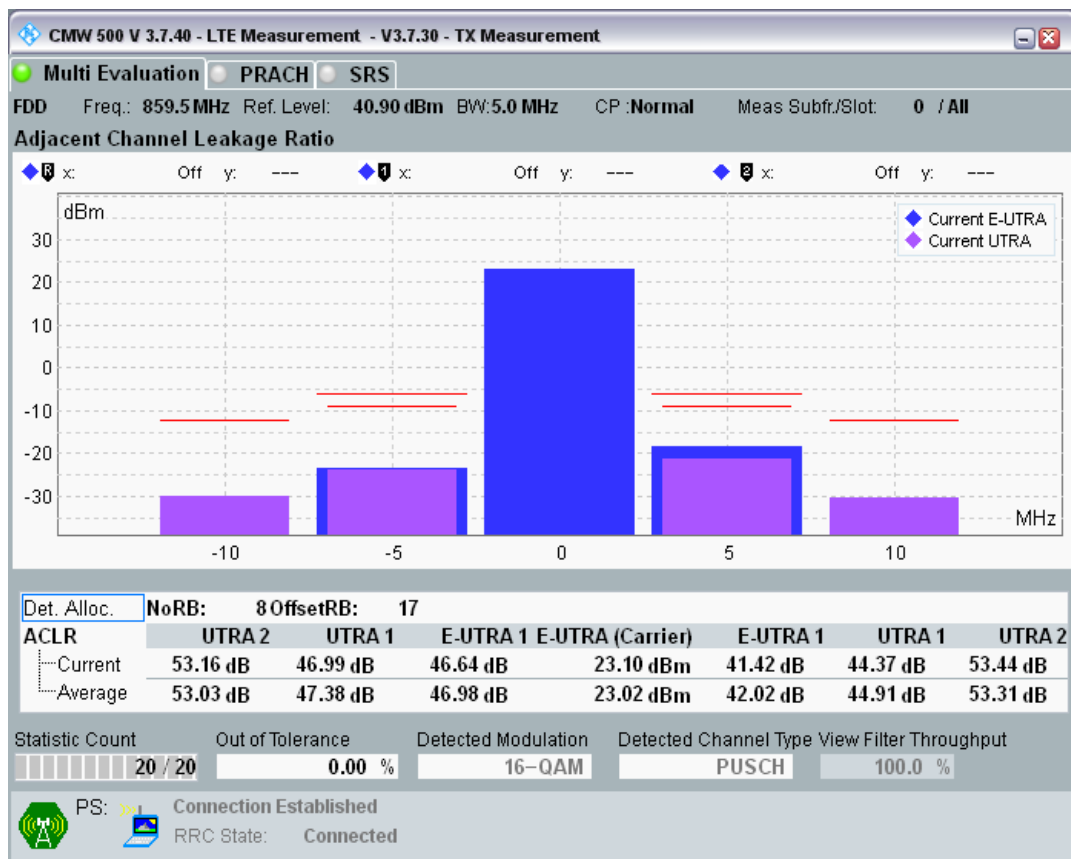 CMW 500 V 3.7.40 - LTE Measurement - V3.7.30 - TX Measurement
Multi Evaluation PRACH SRS
FDD Freq.: 859.5 MHz Ref. Level: 40.90 dBm BW:5.0 MHz CP :Normal Meas Subfr./Slot: 0 / All
Adjacent Channel Leakage Ratio
R x: Off y: --- 1 x: Off y: --- 2 x: Off y: ---
dBm
Current E-UTRA
Current UTRA
30
20
10
0
-10
-20
-30
MHz
-10 -5 0 5 10
Det. Alloc. NoRB: 8 OffsetRB: 17
ACLR UTRA 2 UTRA 1 E-UTRA 1 E-UTRA (Carrier) E-UTRA 1 UTRA 1 UTRA 2
Current 53.16 dB 46.99 dB 46.64 dB 23.10 dBm 41.42 dB 44.37 dB 53.44 dB
Average 53.03 dB 47.38 dB 46.98 dB 23.02 dBm 42.02 dB 44.91 dB 53.31 dB
Statistic Count Out of Tolerance Detected Modulation Detected Channel Type View Filter Throughput
20 / 20 0.00 % 16-QAM PUSCH 100.0 %
PS: Connection Established
RRC State: Connected